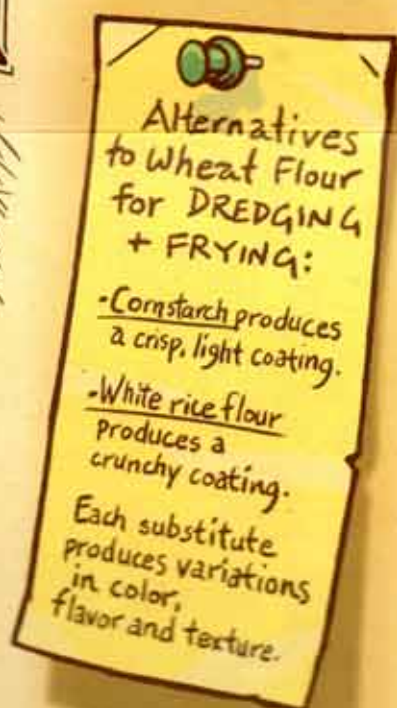 Alternatives
to Wheat Flour
for DREDGING
+ FRYING:
-Cornstarch produces
a crisp, light coating.
-White rice flour
produces a
crunchy coating.
Each substitute
produces variations
in color,
flavor and texture.